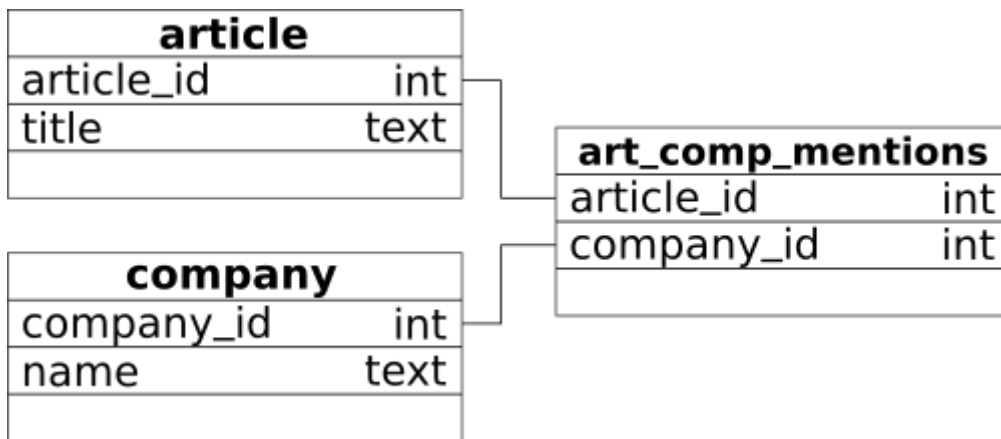 article
article_id int
title text
company
company_id int
name text
art_comp_mentions
article_id int
company_id int